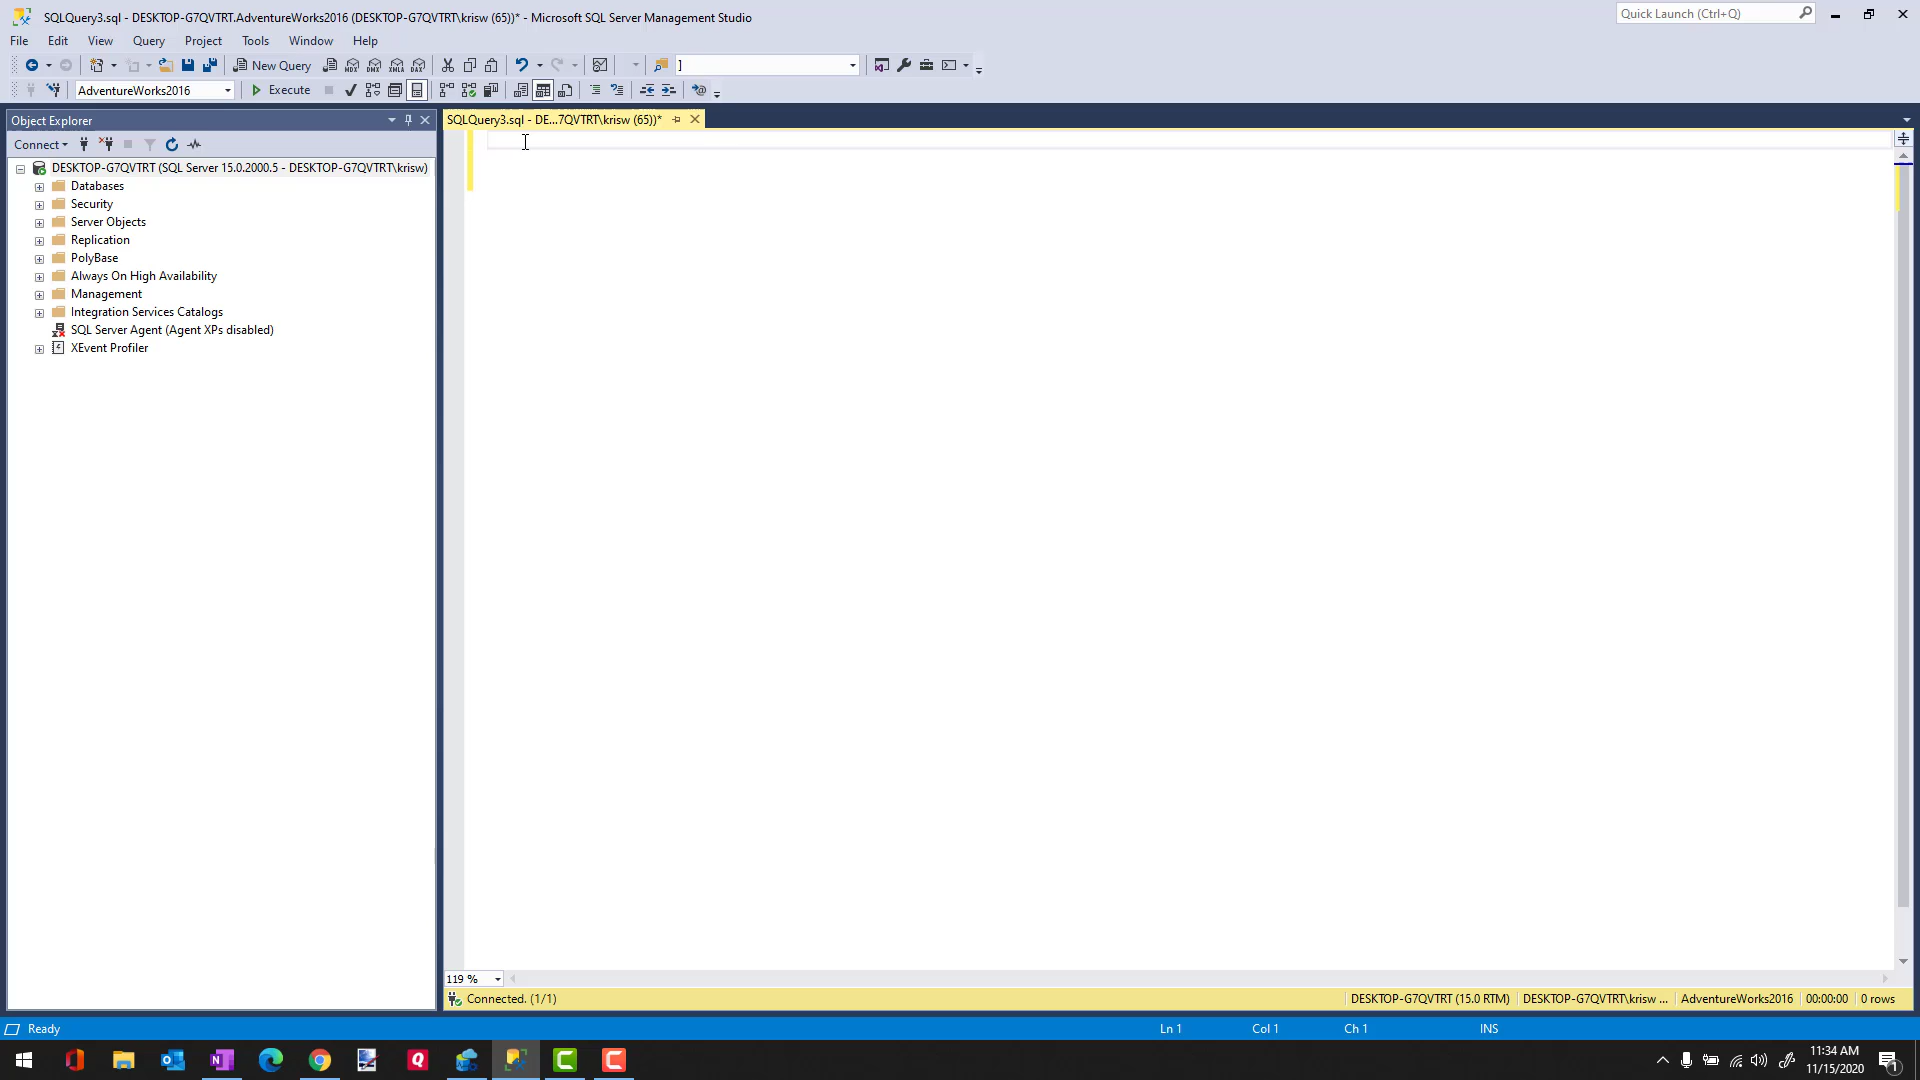 SQLQuery3.sql - DESKTOP-G7QVTRT.AdventureWorks2016 (DESKTOP-G7QVTRT\krisw (65))* - Microsoft SQL Server Management Studio
Quick Launch (Ctrl+Q)
File Edit View Query Project Tools Window Help
New Query MDX DMX XMLA DAX ]
AdventureWorks2016 Execute
Object Explorer
SQLQuery3.sql - DE...7QVTRT\krisw (65))*
Connect
DESKTOP-G7QVTRT (SQL Server 15.0.2000.5 - DESKTOP-G7QVTRT\krisw)
Databases
Security
Server Objects
Replication
PolyBase
Always On High Availability
Management
Integration Services Catalogs
SQL Server Agent (Agent XPs disabled)
XEvent Profiler
119 %
Connected. (1/1) DESKTOP-G7QVTRT (15.0 RTM) DESKTOP-G7QVTRT\krisw ... AdventureWorks2016 00:00:00 0 rows
Ready Ln 1 Col 1 Ch 1 INS
11:34 AM
11/15/2020
1